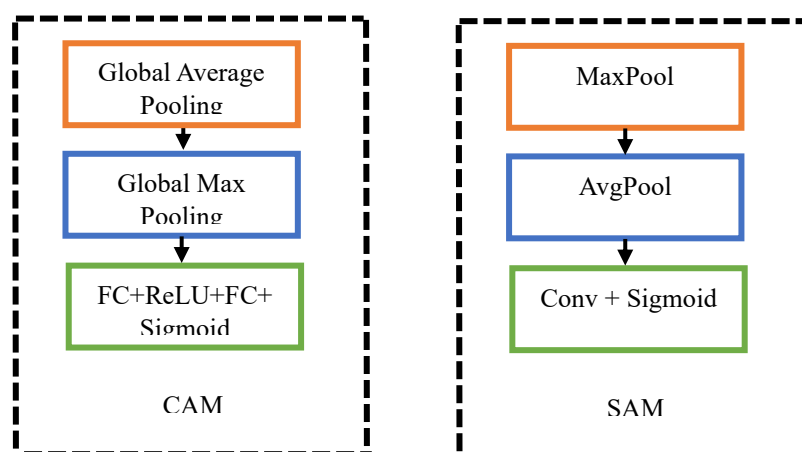 Global Average
Pooling
Global Max
Pooling
FC+ReLU+FC+
Sigmoid
CAM
MaxPool
AvgPool
Conv + Sigmoid
SAM